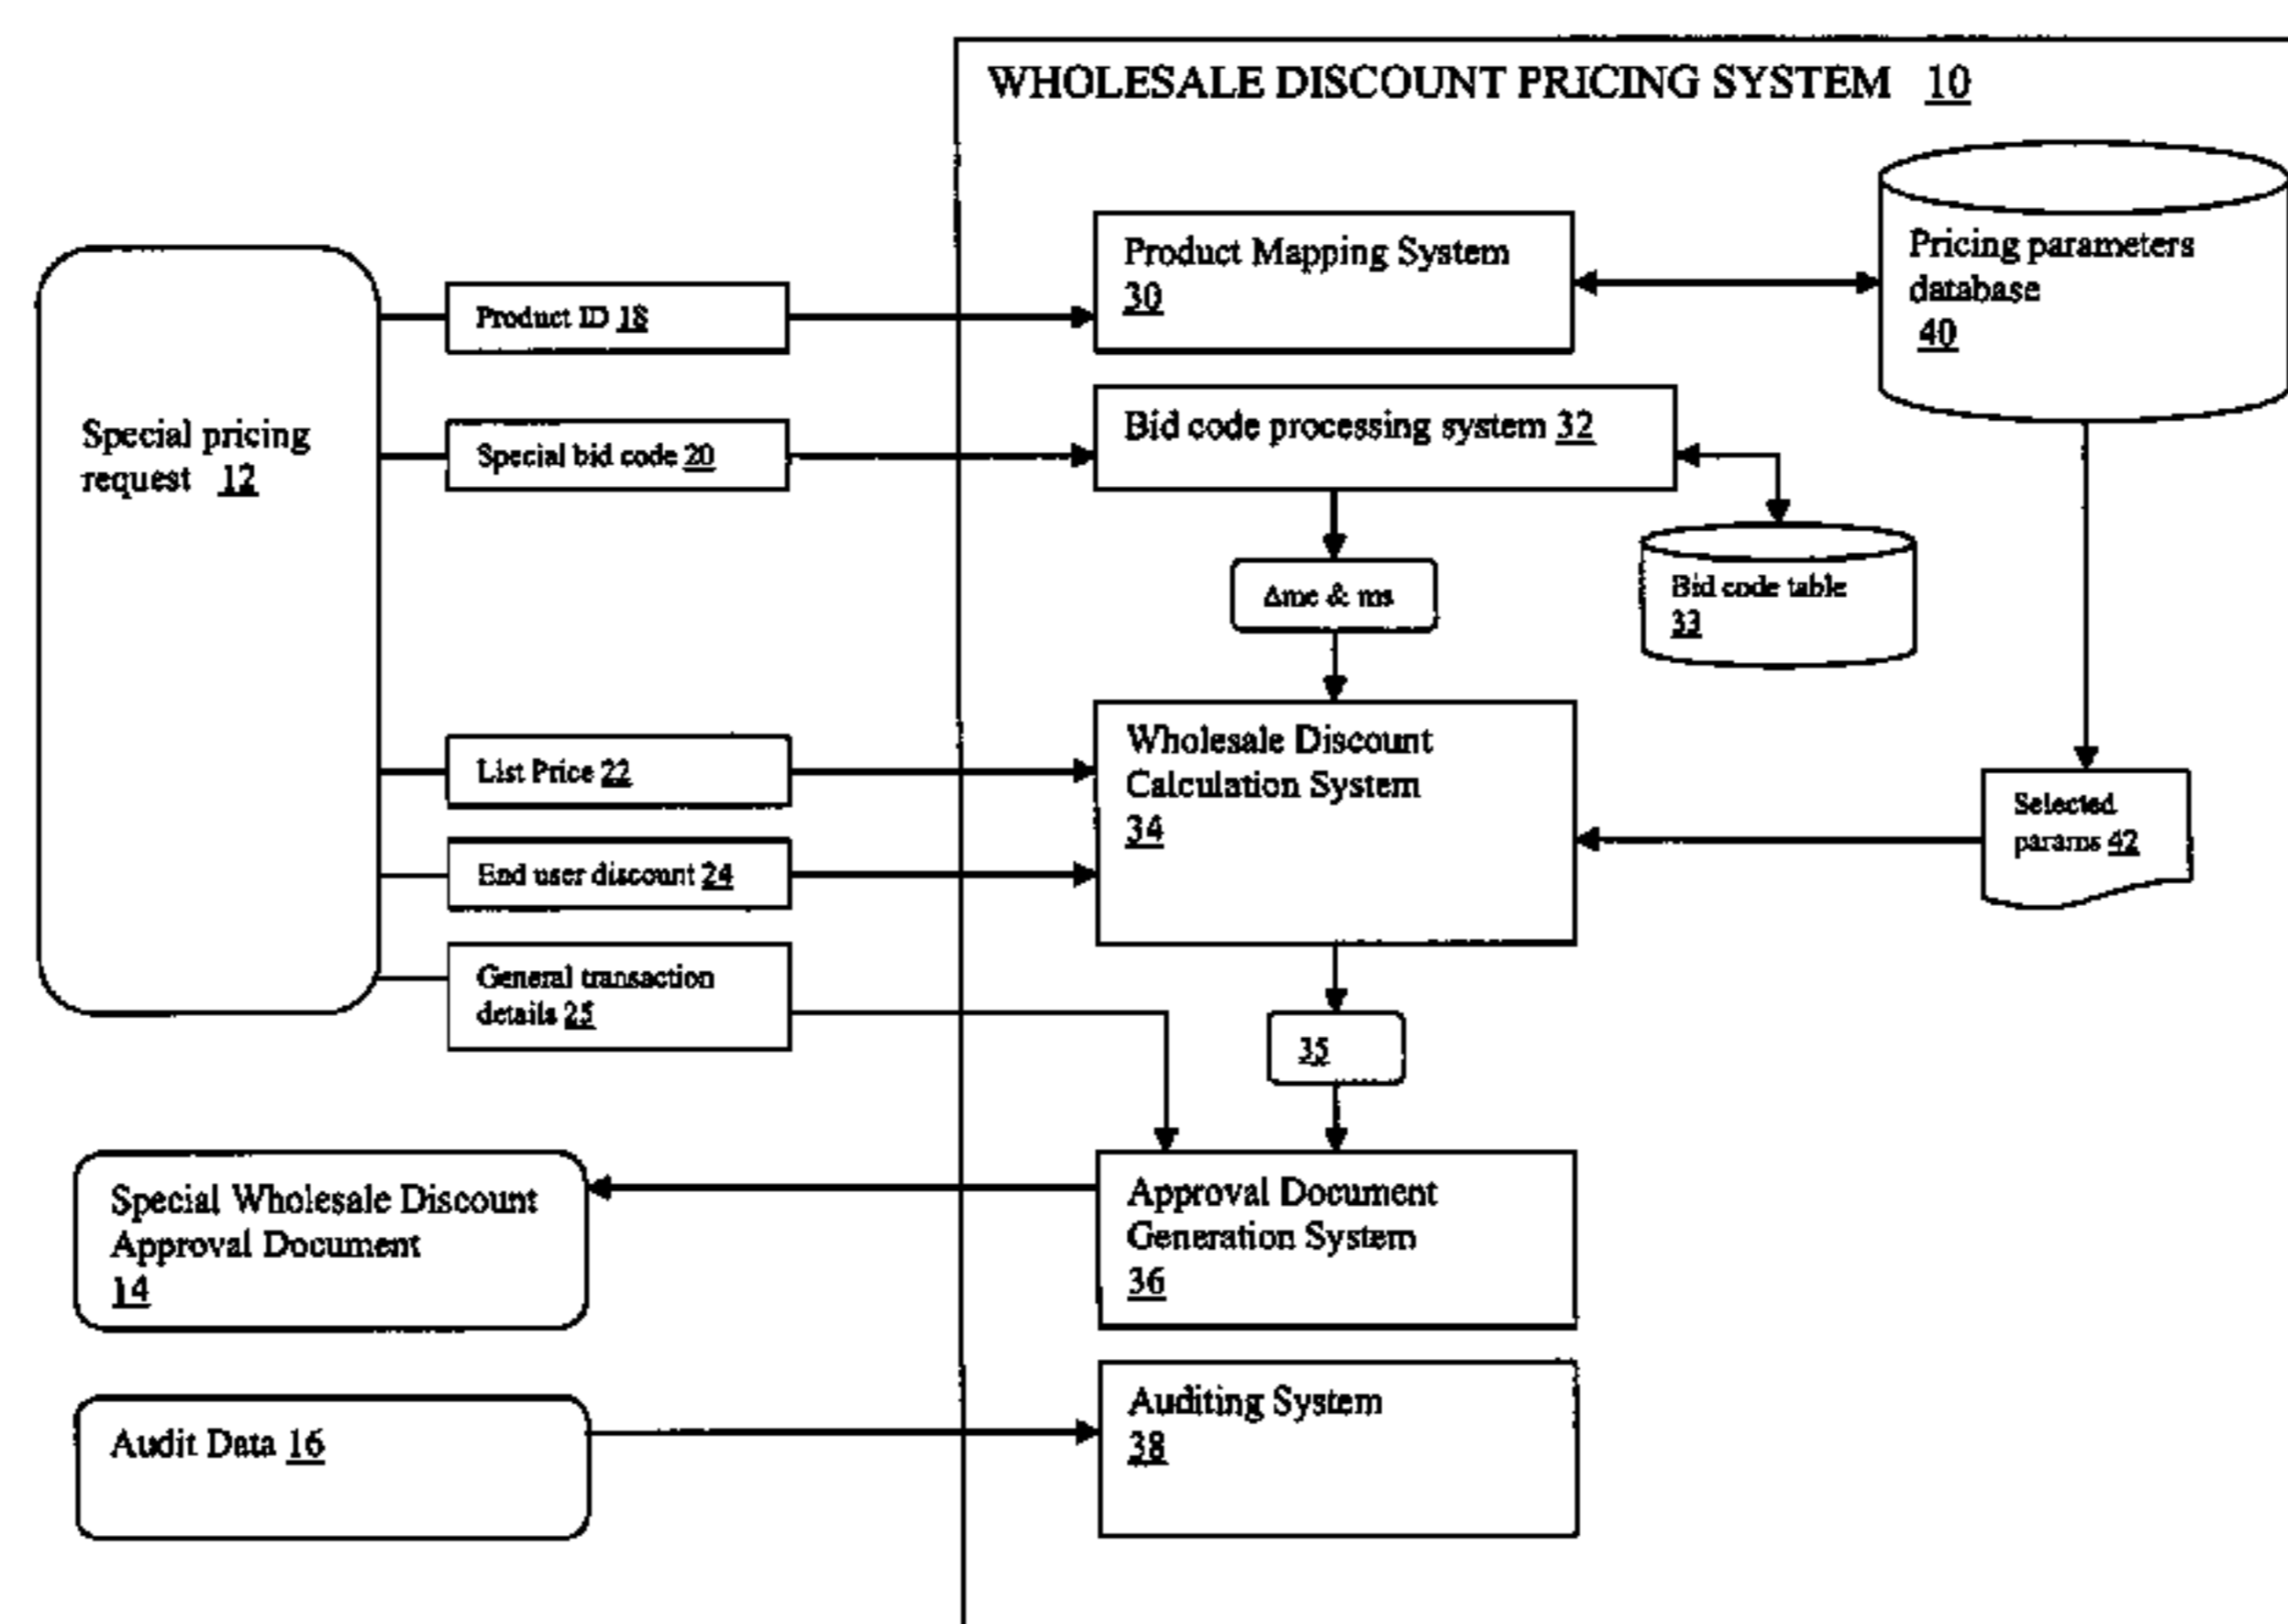 WHOLESALE DISCOUNT PRICING SYSTEM 10
Product Mapping System
30
Pricing parameters
database
40
Product ID 18
Special pricing
request 12
Special bid code 20
Bid code processing system 32
Δme & ms
Bid code table
33
List Price 22
Wholesale Discount
Calculation System
34
Selected
params 42
End user discount 24
General transaction
details 25
35
Special Wholesale Discount
Approval Document
14
Approval Document
Generation System
36
Audit Data 16
Auditing System
38